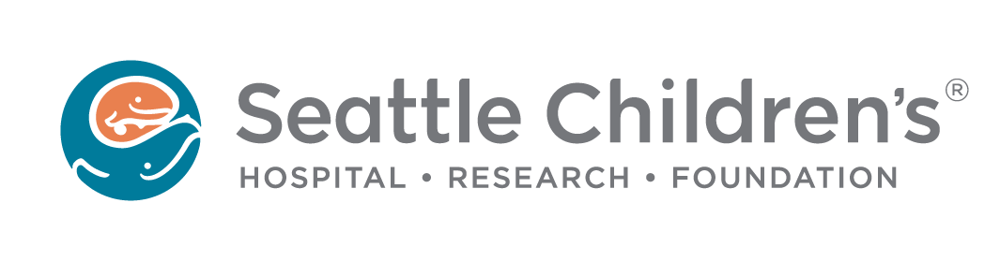 Seattle Children’s®
HOSPITAL • RESEARCH • FOUNDATION